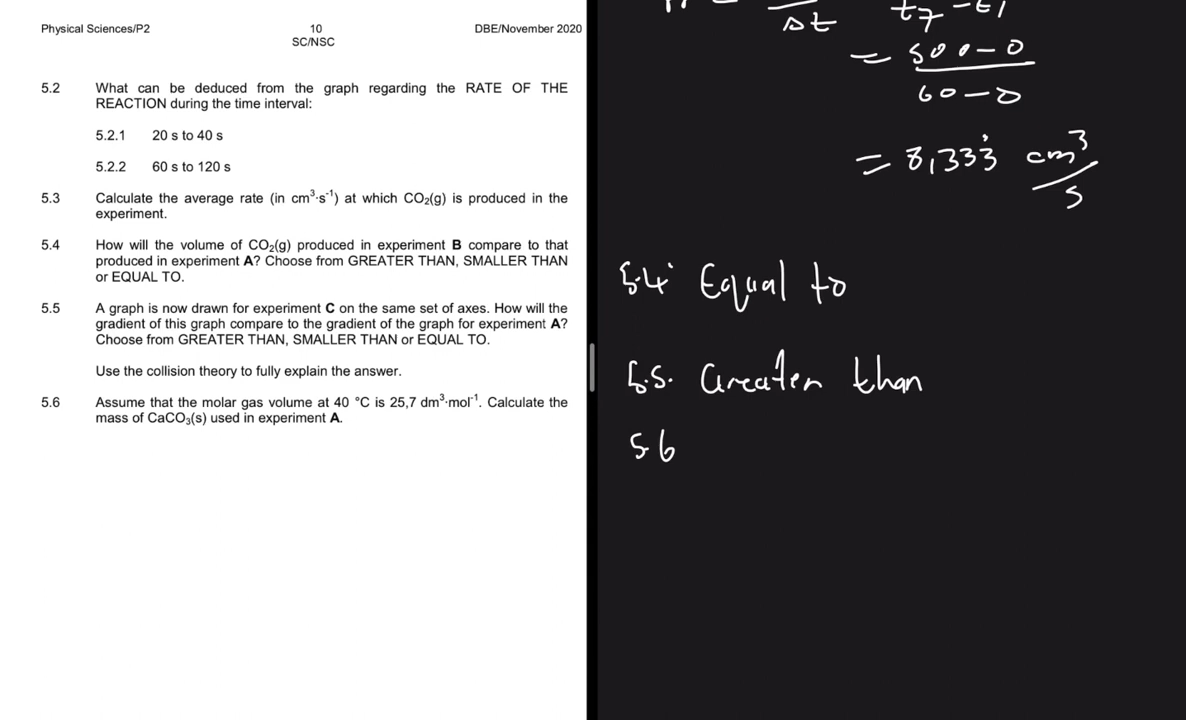 Physical Sciences/P2 10 DBE/November 2020
SC/NSC
5.2 What can be deduced from the graph regarding the RATE OF THE
REACTION during the time interval:
5.2.1 20 s to 40 s
5.2.2 60 s to 120 s
5.3 Calculate the average rate (in cm³·s⁻¹) at which CO₂(g) is produced in the
experiment.
5.4 How will the volume of CO₂(g) produced in experiment B compare to that
produced in experiment A? Choose from GREATER THAN, SMALLER THAN
or EQUAL TO.
5.5 A graph is now drawn for experiment C on the same set of axes. How will the
gradient of this graph compare to the gradient of the graph for experiment A?
Choose from GREATER THAN, SMALLER THAN or EQUAL TO.
Use the collision theory to fully explain the answer.
5.6 Assume that the molar gas volume at 40 °C is 25,7 dm³·mol⁻¹. Calculate the
mass of CaCO₃(s) used in experiment A.
Δt
= 500-0
60-0
= 8,333 cm³/s
5.4 Equal to
5.5. Greater than
5.6